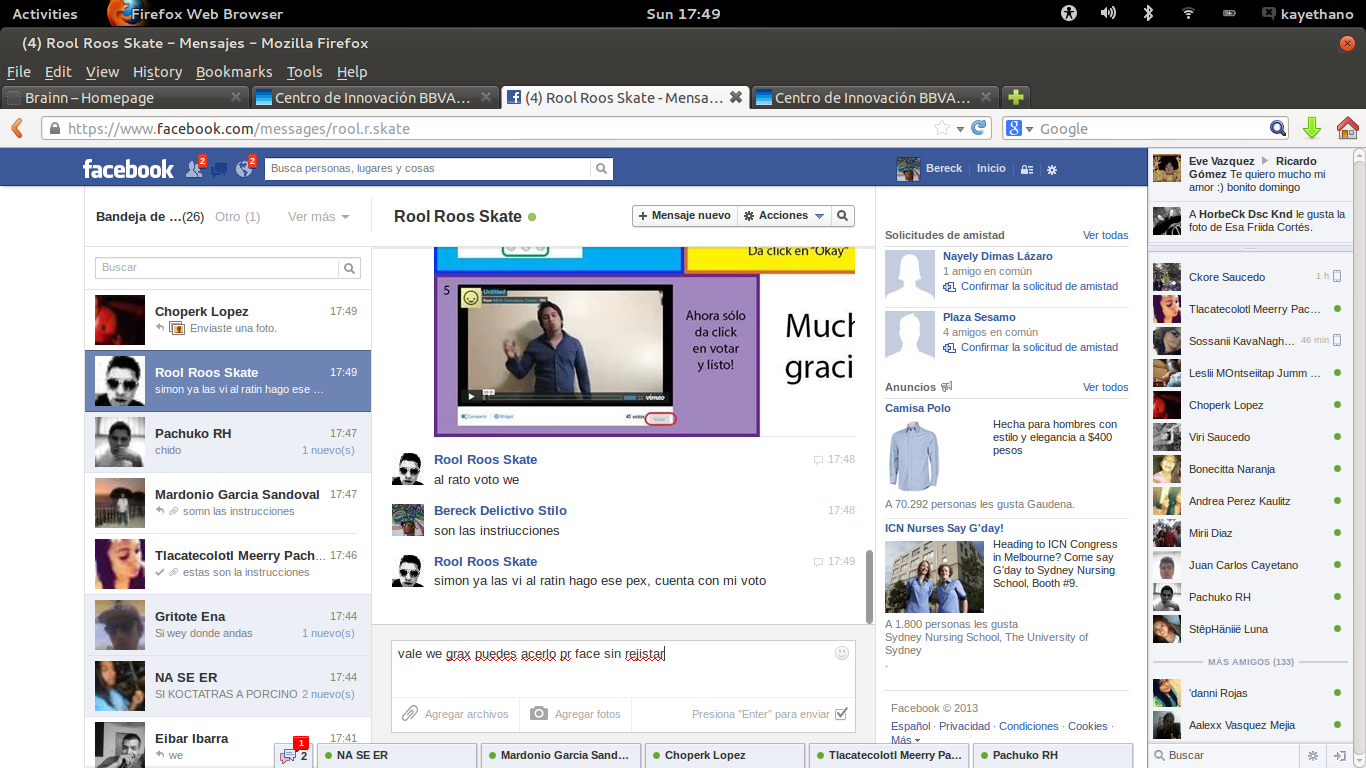 Activities
Firefox Web Browser
Sun 17:49
kayethano
(4) Rool Roos Skate - Mensajes - Mozilla Firefox
File Edit View History Bookmarks Tools Help
Brainn – Homepage
Centro de Innovación BBVA...
(4) Rool Roos Skate - Mensa...
Centro de Innovación BBVA...
https://www.facebook.com/messages/rool.r.skate
Google
facebook
2
2
Busca personas, lugares y cosas
Bereck
Inicio
Bandeja de ...(26)
Otro (1)
Ver más
Buscar
Choperk Lopez 17:49
Enviaste una foto.
Rool Roos Skate 17:49
simon ya las vi al ratin hago ese ...
Pachuko RH 17:47
chido 1 nuevo(s)
Mardonio Garcia Sandoval 17:47
somn las instrucciones
Tlacatecolotl Meerry Pach... 17:46
estas son la instrucciones
Gritote Ena 17:44
Si wey donde andas 1 nuevo(s)
NA SE ER 17:44
SI KOCTATRAS A PORCINO 2 nuevo(s)
Eibar Ibarra 17:41
we
Rool Roos Skate
+ Mensaje nuevo
Acciones
Da click en "Okay"
5
Untitled
vimeo
41 votos
Ahora sólo
da click
en votar
y listo!
Much
graci
Rool Roos Skate 17:48
al rato voto we
Bereck Delictivo Stilo 17:48
son las instriucciones
Rool Roos Skate 17:49
simon ya las vi al ratin hago ese pex, cuenta con mi voto
vale we grax puedes acerlo pr face sin rejistar
Agregar archivos
Agregar fotos
Presiona "Enter" para enviar
Solicitudes de amistad Ver todas
Nayely Dimas Lázaro
1 amigo en común
Confirmar la solicitud de amistad
Plaza Sesamo
4 amigos en común
Confirmar la solicitud de amistad
Anuncios Ver todos
Camisa Polo
Hecha para hombres con
estilo y elegancia a $400
pesos
A 70.292 personas les gusta Gaudena.
ICN Nurses Say G'day!
Heading to ICN Congress
in Melbourne? Come say
G'day to Sydney Nursing
School, Booth #9.
A 1.800 personas les gusta
Sydney Nursing School, The University of
Sydney
.
Facebook © 2013
Español · Privacidad · Condiciones · Cookies ·
Más
Eve Vazquez ▶ Ricardo
Gómez Te quiero mucho mi
amor :) bonito domingo
A HorbeCk Dsc Knd le gusta la
foto de Esa Friida Cortés.
Ckore Saucedo 1 h
Tlacatecolotl Meerry Pac...
Sossanii KavaNagh... 46 min
Leslii MOntseiitap Jumm ...
Choperk Lopez
Viri Saucedo
Bonecitta Naranja
Andrea Perez Kaulitz
Mirii Diaz
Juan Carlos Cayetano
Pachuko RH
StêpHäniië Luna
MÁS AMIGOS (133)
'danni Rojas
Aalexx Vasquez Mejia
Buscar
1
2
NA SE ER
Mardonio Garcia Sand...
Choperk Lopez
Tlacatecolotl Meerry Pa...
Pachuko RH